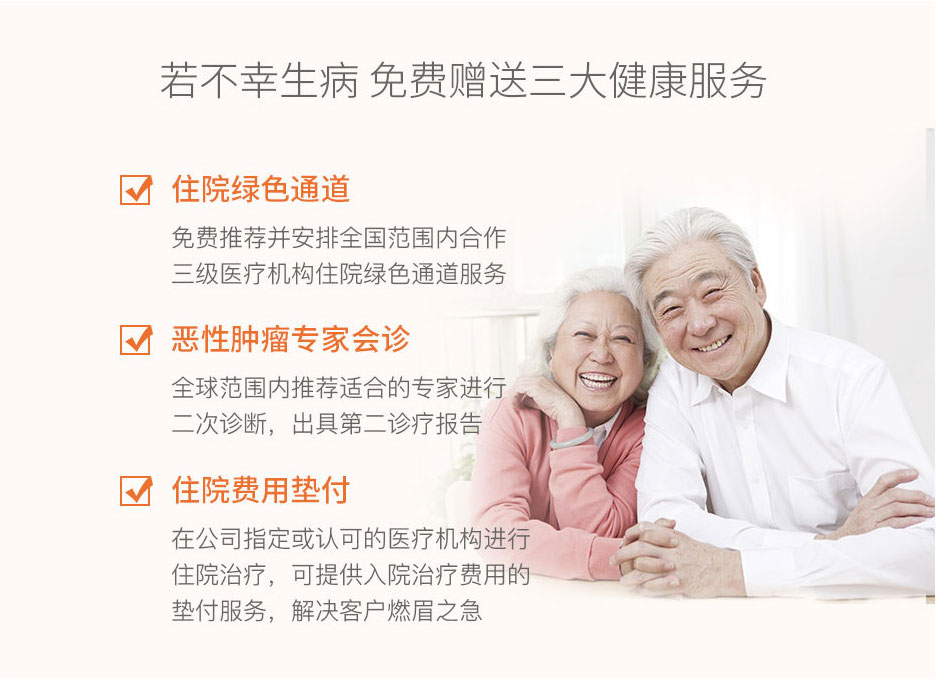 若不幸生病 免费赠送三大健康服务
住院绿色通道
免费推荐并安排全国范围内合作
三级医疗机构住院绿色通道服务
恶性肿瘤专家会诊
全球范围内推荐适合的专家进行
二次诊断，出具第二诊疗报告
住院费用垫付
在公司指定或认可的医疗机构进行
住院治疗，可提供入院治疗费用的
垫付服务，解决客户燃眉之急